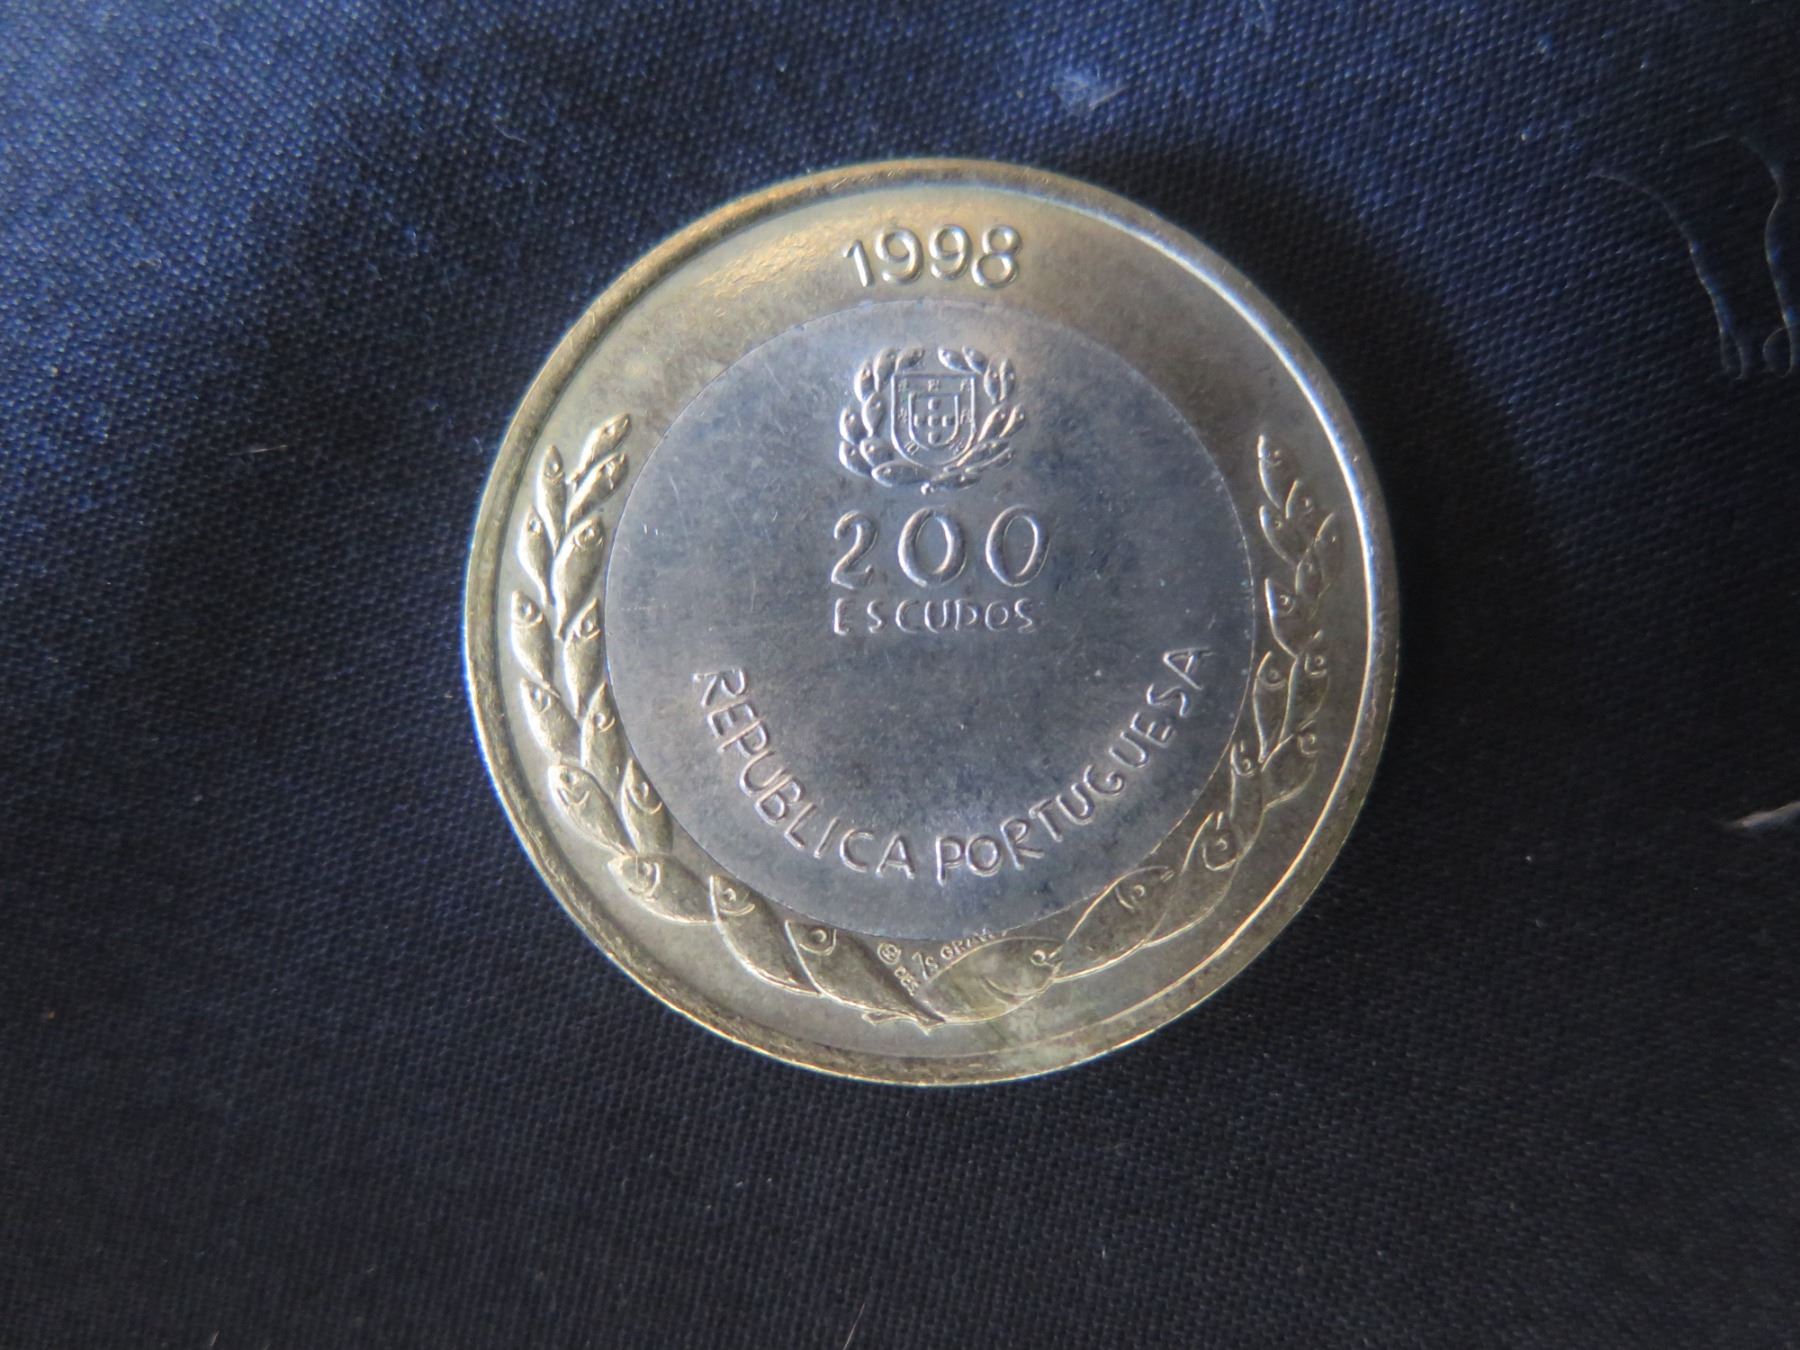 1998
200
ESCUDOS
REPUBLICA PORTUGUESA